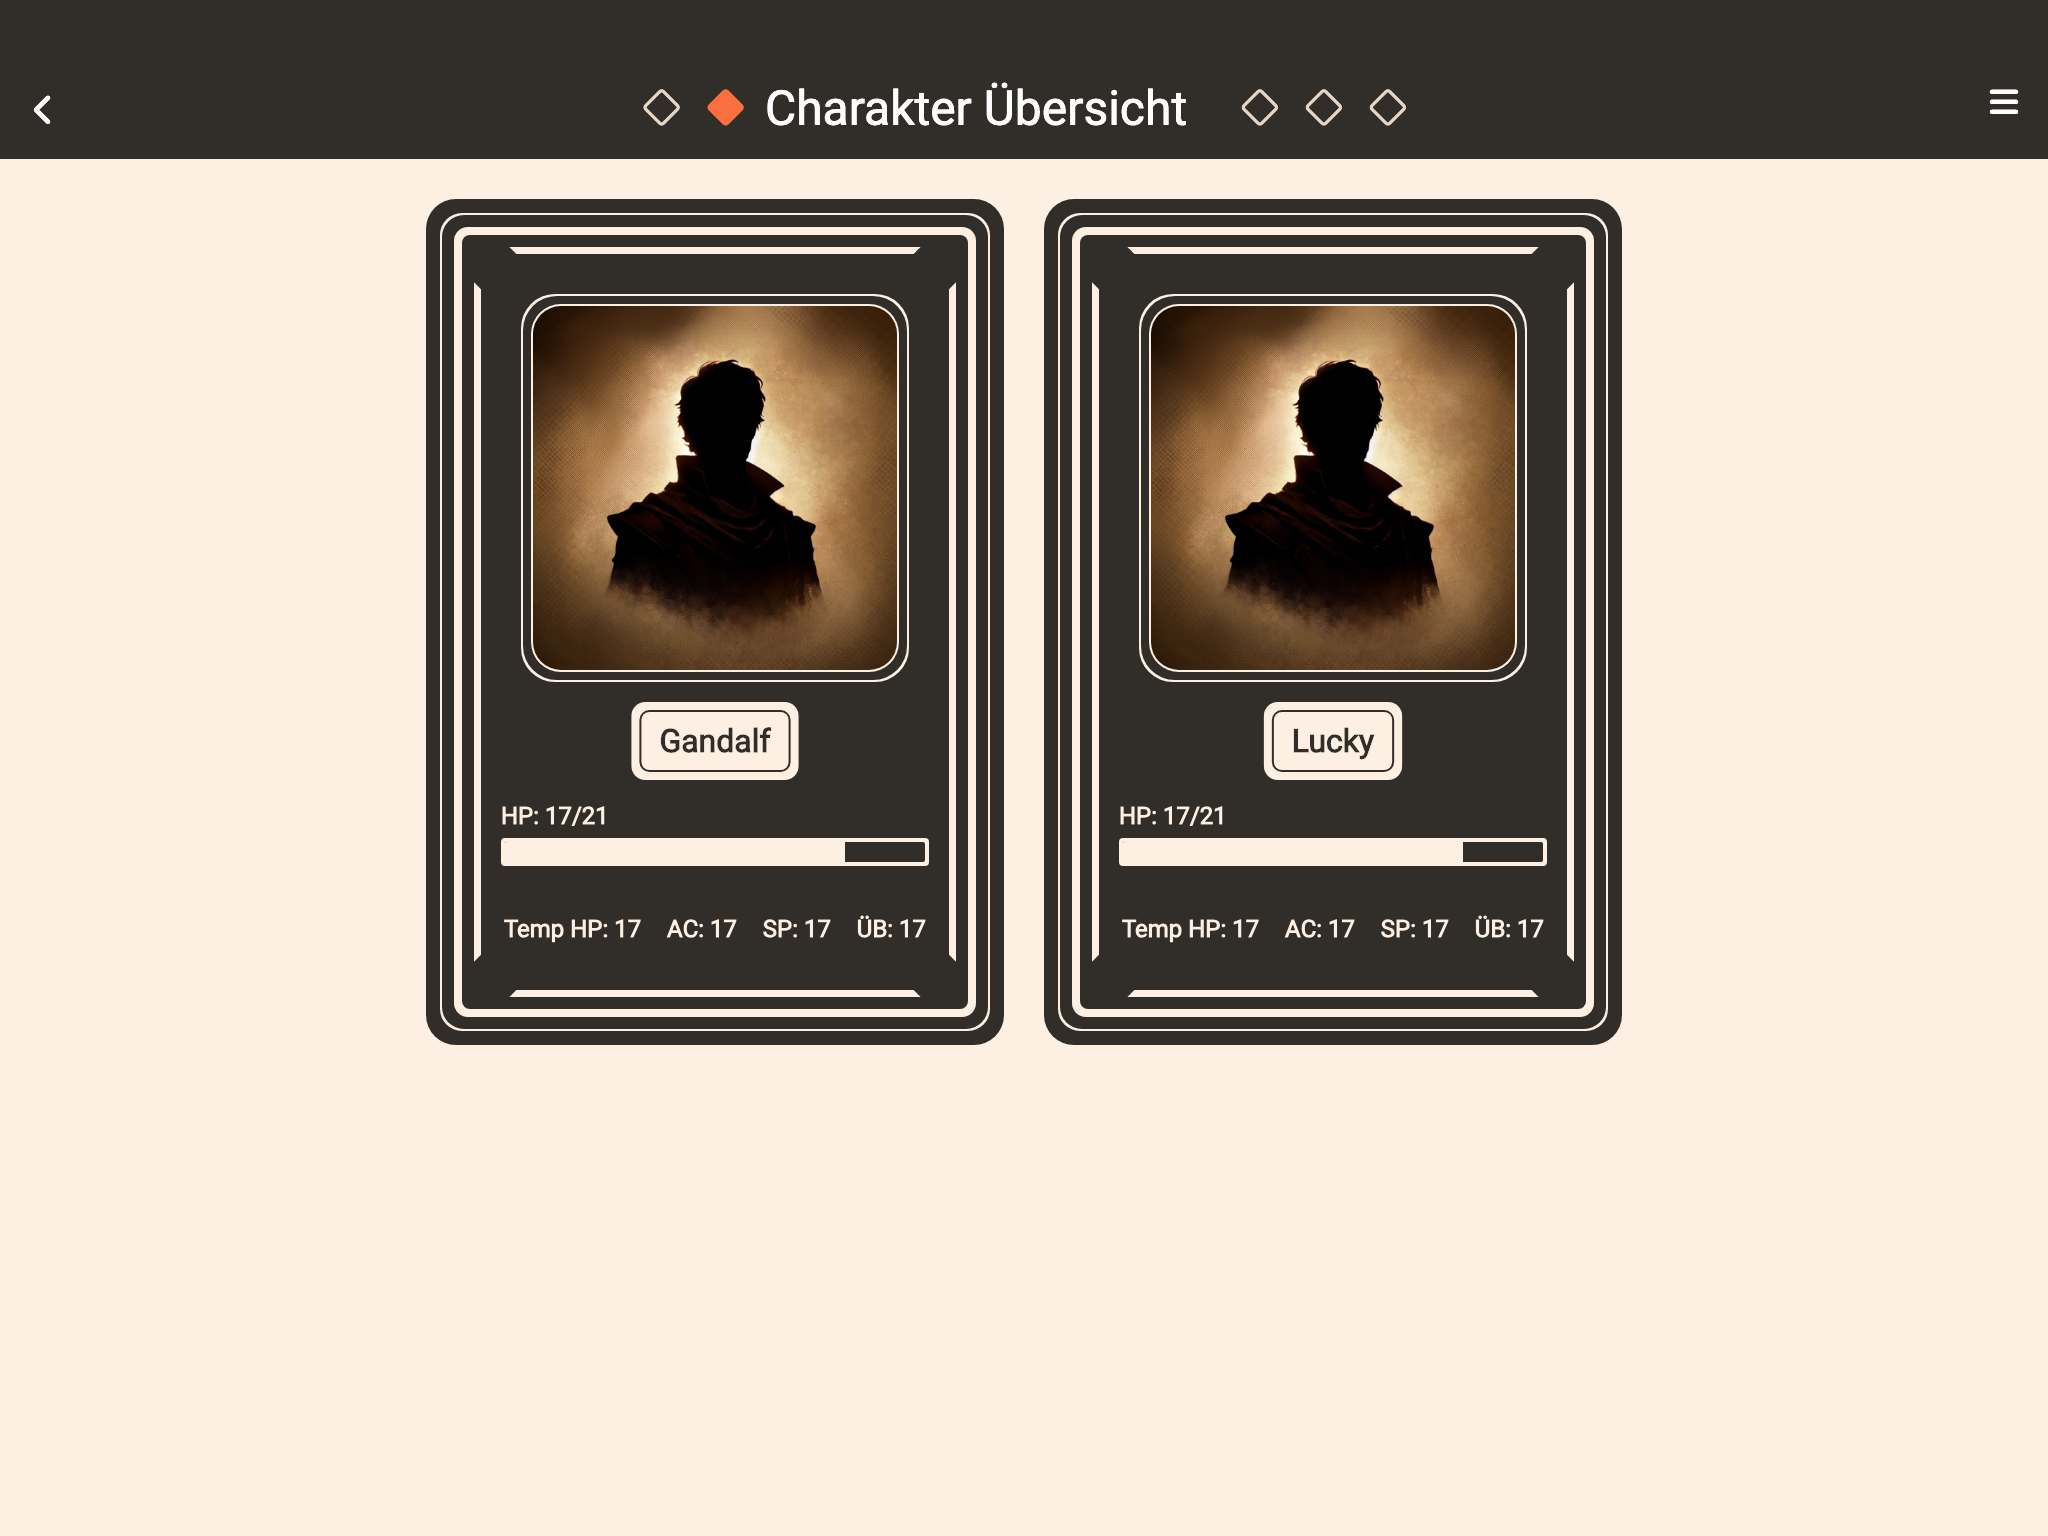 Charakter Übersicht
Gandalf
HP: 17/21
Temp HP: 17 AC: 17 SP: 17 ÜB: 17
Lucky
HP: 17/21
Temp HP: 17 AC: 17 SP: 17 ÜB: 17